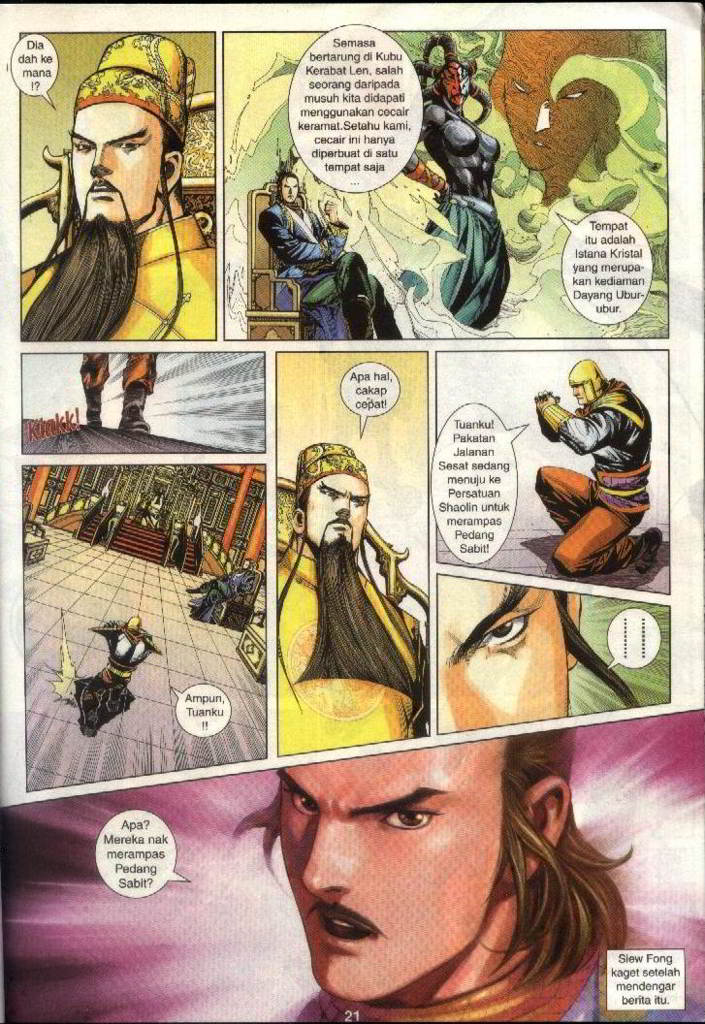 Dia
dah ke
mana
!?
Semasa
bertarung di Kubu
Kerabat Len, salah
seorang daripada
musuh kita didapati
menggunakan cecair
keramat.Setahu kami,
cecair ini hanya
diperbuat di satu
tempat saja
...
Tempat
itu adalah
Istana Kristal
yang merupa-
kan kediaman
Dayang Ubur-
ubur.
Apa hal,
cakap
cepat!
Tuanku!
Pakatan
Jalanan
Sesat sedang
menuju ke
Persatuan
Shaolin untuk
merampas
Pedang
Sabit!
Ampun,
Tuanku
!!
Apa?
Mereka nak
merampas
Pedang
Sabit?
Siew Fong
kaget setelah
mendengar
berita itu.
21